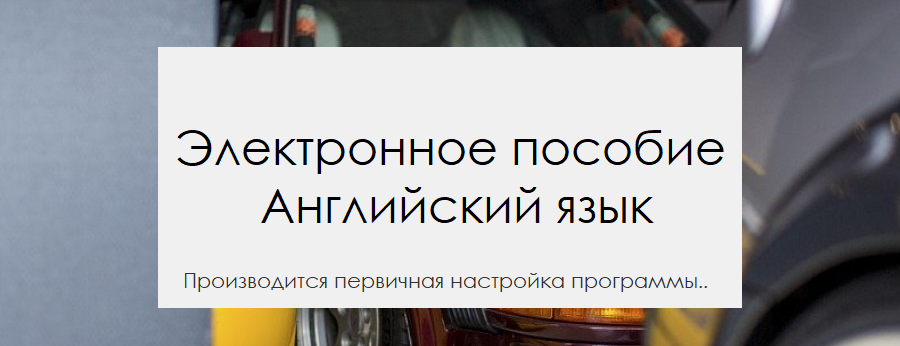 Электронное пособие
Английский язык
Производится первичная настройка программы..